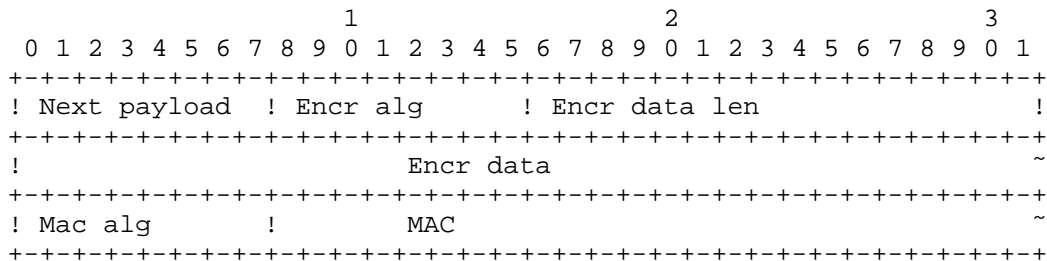 1                   2                   3
 0 1 2 3 4 5 6 7 8 9 0 1 2 3 4 5 6 7 8 9 0 1 2 3 4 5 6 7 8 9 0 1
+-+-+-+-+-+-+-+-+-+-+-+-+-+-+-+-+-+-+-+-+-+-+-+-+-+-+-+-+-+-+-+-+
! Next payload  ! Encr alg      ! Encr data len                 !
+-+-+-+-+-+-+-+-+-+-+-+-+-+-+-+-+-+-+-+-+-+-+-+-+-+-+-+-+-+-+-+-+
!                        Encr data                              ~
+-+-+-+-+-+-+-+-+-+-+-+-+-+-+-+-+-+-+-+-+-+-+-+-+-+-+-+-+-+-+-+-+
! Mac alg       !        MAC                                    ~
+-+-+-+-+-+-+-+-+-+-+-+-+-+-+-+-+-+-+-+-+-+-+-+-+-+-+-+-+-+-+-+-+